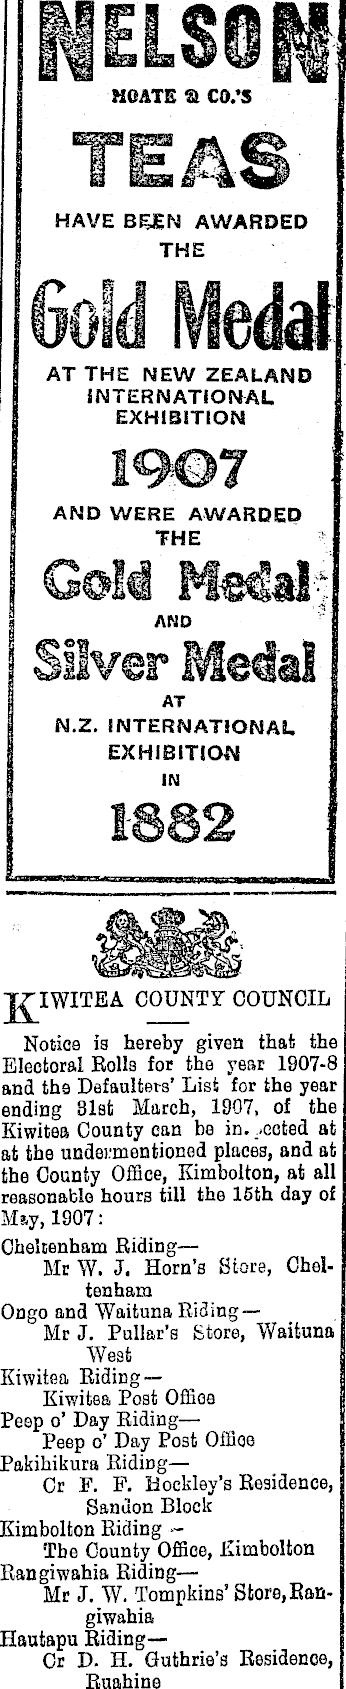 NELSON
MOATE & CO.'S
TEAS
HAVE BEEN AWARDED
THE
Gold Medal
AT THE NEW ZEALAND
INTERNATIONAL
EXHIBITION
1907
AND WERE AWARDED
THE
Gold Medal
AND
Silver Medal
AT
N.Z. INTERNATIONAL
EXHIBITION
IN
1882
KIWITEA COUNTY COUNCIL
Notice is hereby given that the
Electoral Rolls for the year 1907-8
and the Defaulters' List for the year
ending 31st March, 1907, of the
Kiwitea County can be in..ected at
at the undermentioned places, and at
the County Office, Kimbolton, at all
reasonable hours till the 15th day of
May, 1907:
Cheltenham Riding—
Mr W. J. Horn's Store, Chel-
tenham
Ongo and Waituna Riding—
Mr J. Pullar's Store, Waituna
West
Kiwitea Riding—
Kiwitea Post Office
Peep o' Day Riding—
Peep o' Day Post Office
Pakihikura Riding—
Cr F. F. Hockley's Residence,
Sandon Block
Kimbolton Riding -
The County Office, Kimbolton
Rangiwahia Riding—
Mr J. W. Tompkins' Store, Ran-
giwahia
Hautapu Riding—
Cr D. H. Guthrie's Residence,
Ruahine